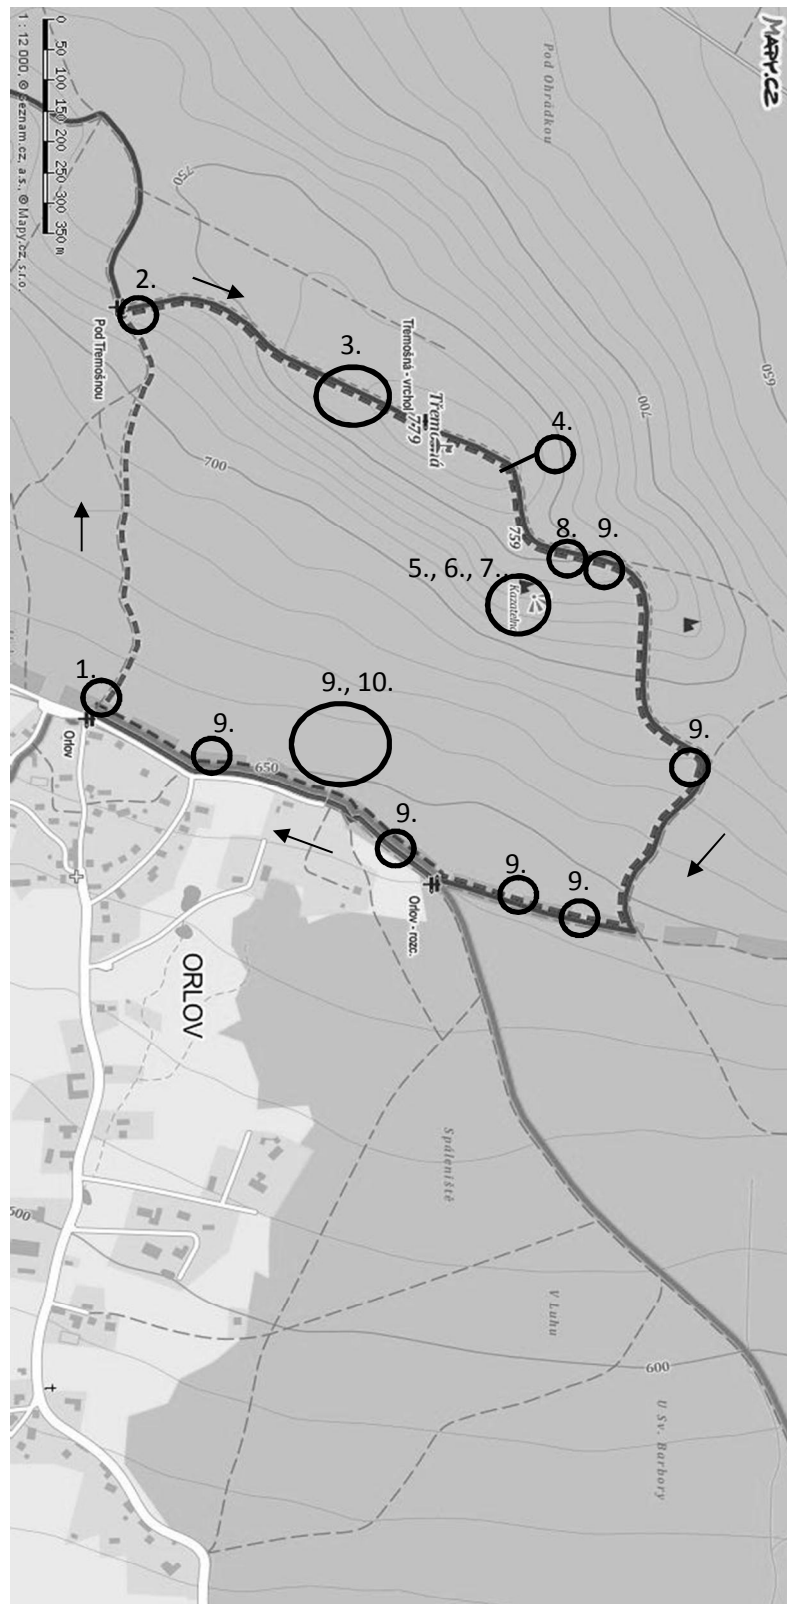 MAPY.CZ
0 50 100 150 200 250 300 350 m
1 : 12 000, © Seznam.cz, a.s., © Mapy.cz, s.r.o.
Pod Ohrádkou
650
750
700
2.
Pod Třemošnou
3.
Třemošná - vrchol
Třemošná
779
4.
700
759
8.
9.
5., 6., 7.
Kazatelna
1.
Orlov
9.
650
9., 10.
9.
9.
9.
9.
Orlov - rozc.
ORLOV
Spáleniště
V Luhu
600
U Sv. Barbory